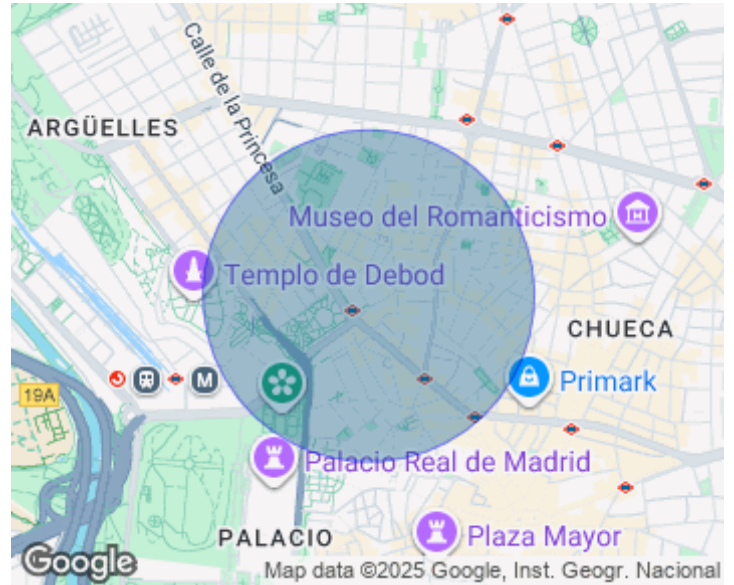 Calle de la Princesa
ARGÜELLES
Museo del Romanticismo
Templo de Debod
CHUECA
M
Primark
19A
Palacio Real de Madrid
PALACIO
Plaza Mayor
Google
Map data ©2025 Google, Inst. Geogr. Nacional